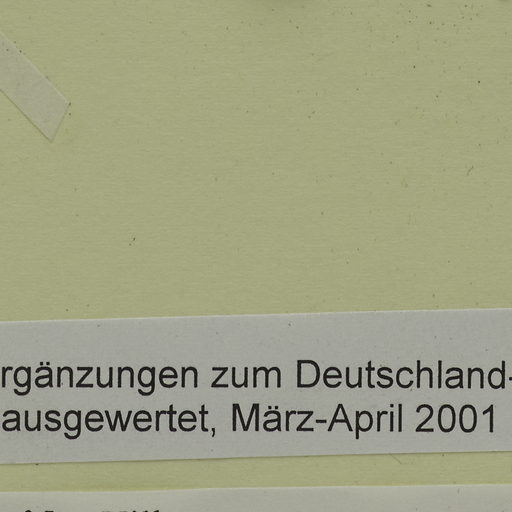 rgänzungen zum Deutschland-
ausgewertet, März-April 2001